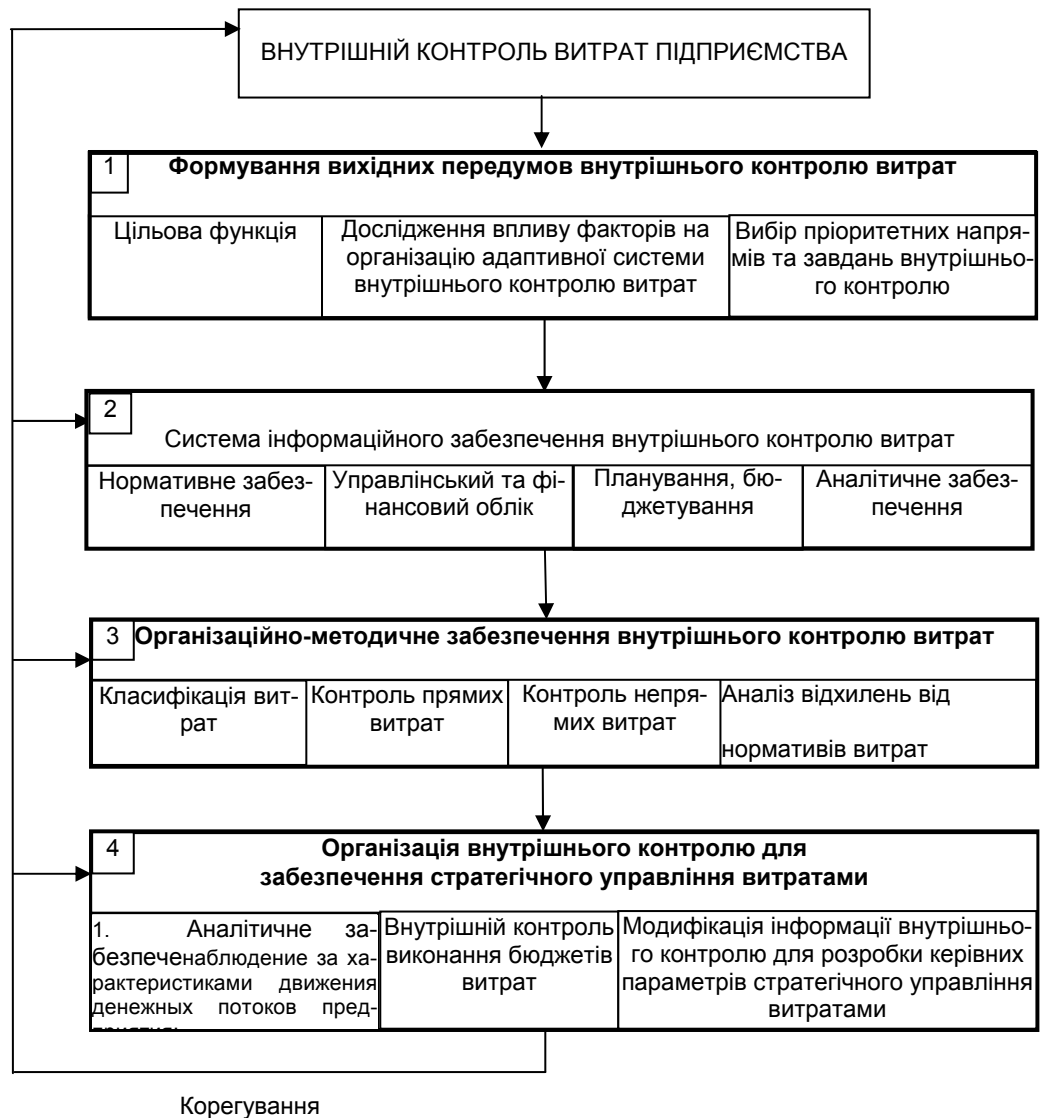 ВНУТРІШНІЙ КОНТРОЛЬ ВИТРАТ ПІДПРИЄМСТВА
1
Формування вихідних передумов внутрішнього контролю витрат
Цільова функція
Дослідження впливу факторів на
організацію адаптивної системи
внутрішнього контролю витрат
Вибір пріоритетних напря-
мів та завдань внутрішньо-
го контролю
2
Система інформаційного забезпечення внутрішнього контролю витрат
Нормативне забез-
печення
Управлінський та фі-
нансовий облік
Планування, бю-
джетування
Аналітичне забез-
печення
3
Організаційно-методичне забезпечення внутрішнього контролю витрат
Класифікація вит-
рат
Контроль прямих
витрат
Контроль непря-
мих витрат
Аналіз відхилень від
нормативів витрат
4
Організація внутрішнього контролю для
забезпечення стратегічного управління витратами
1. Аналітичне за-
безпеченаблюдение за ха-
рактеристиками движения
денежных потоков пред-
Внутрішній контроль
виконання бюджетів
витрат
Модифікація інформації внутрішньо-
го контролю для розробки керівних
параметрів стратегічного управління
витратами
Корегування